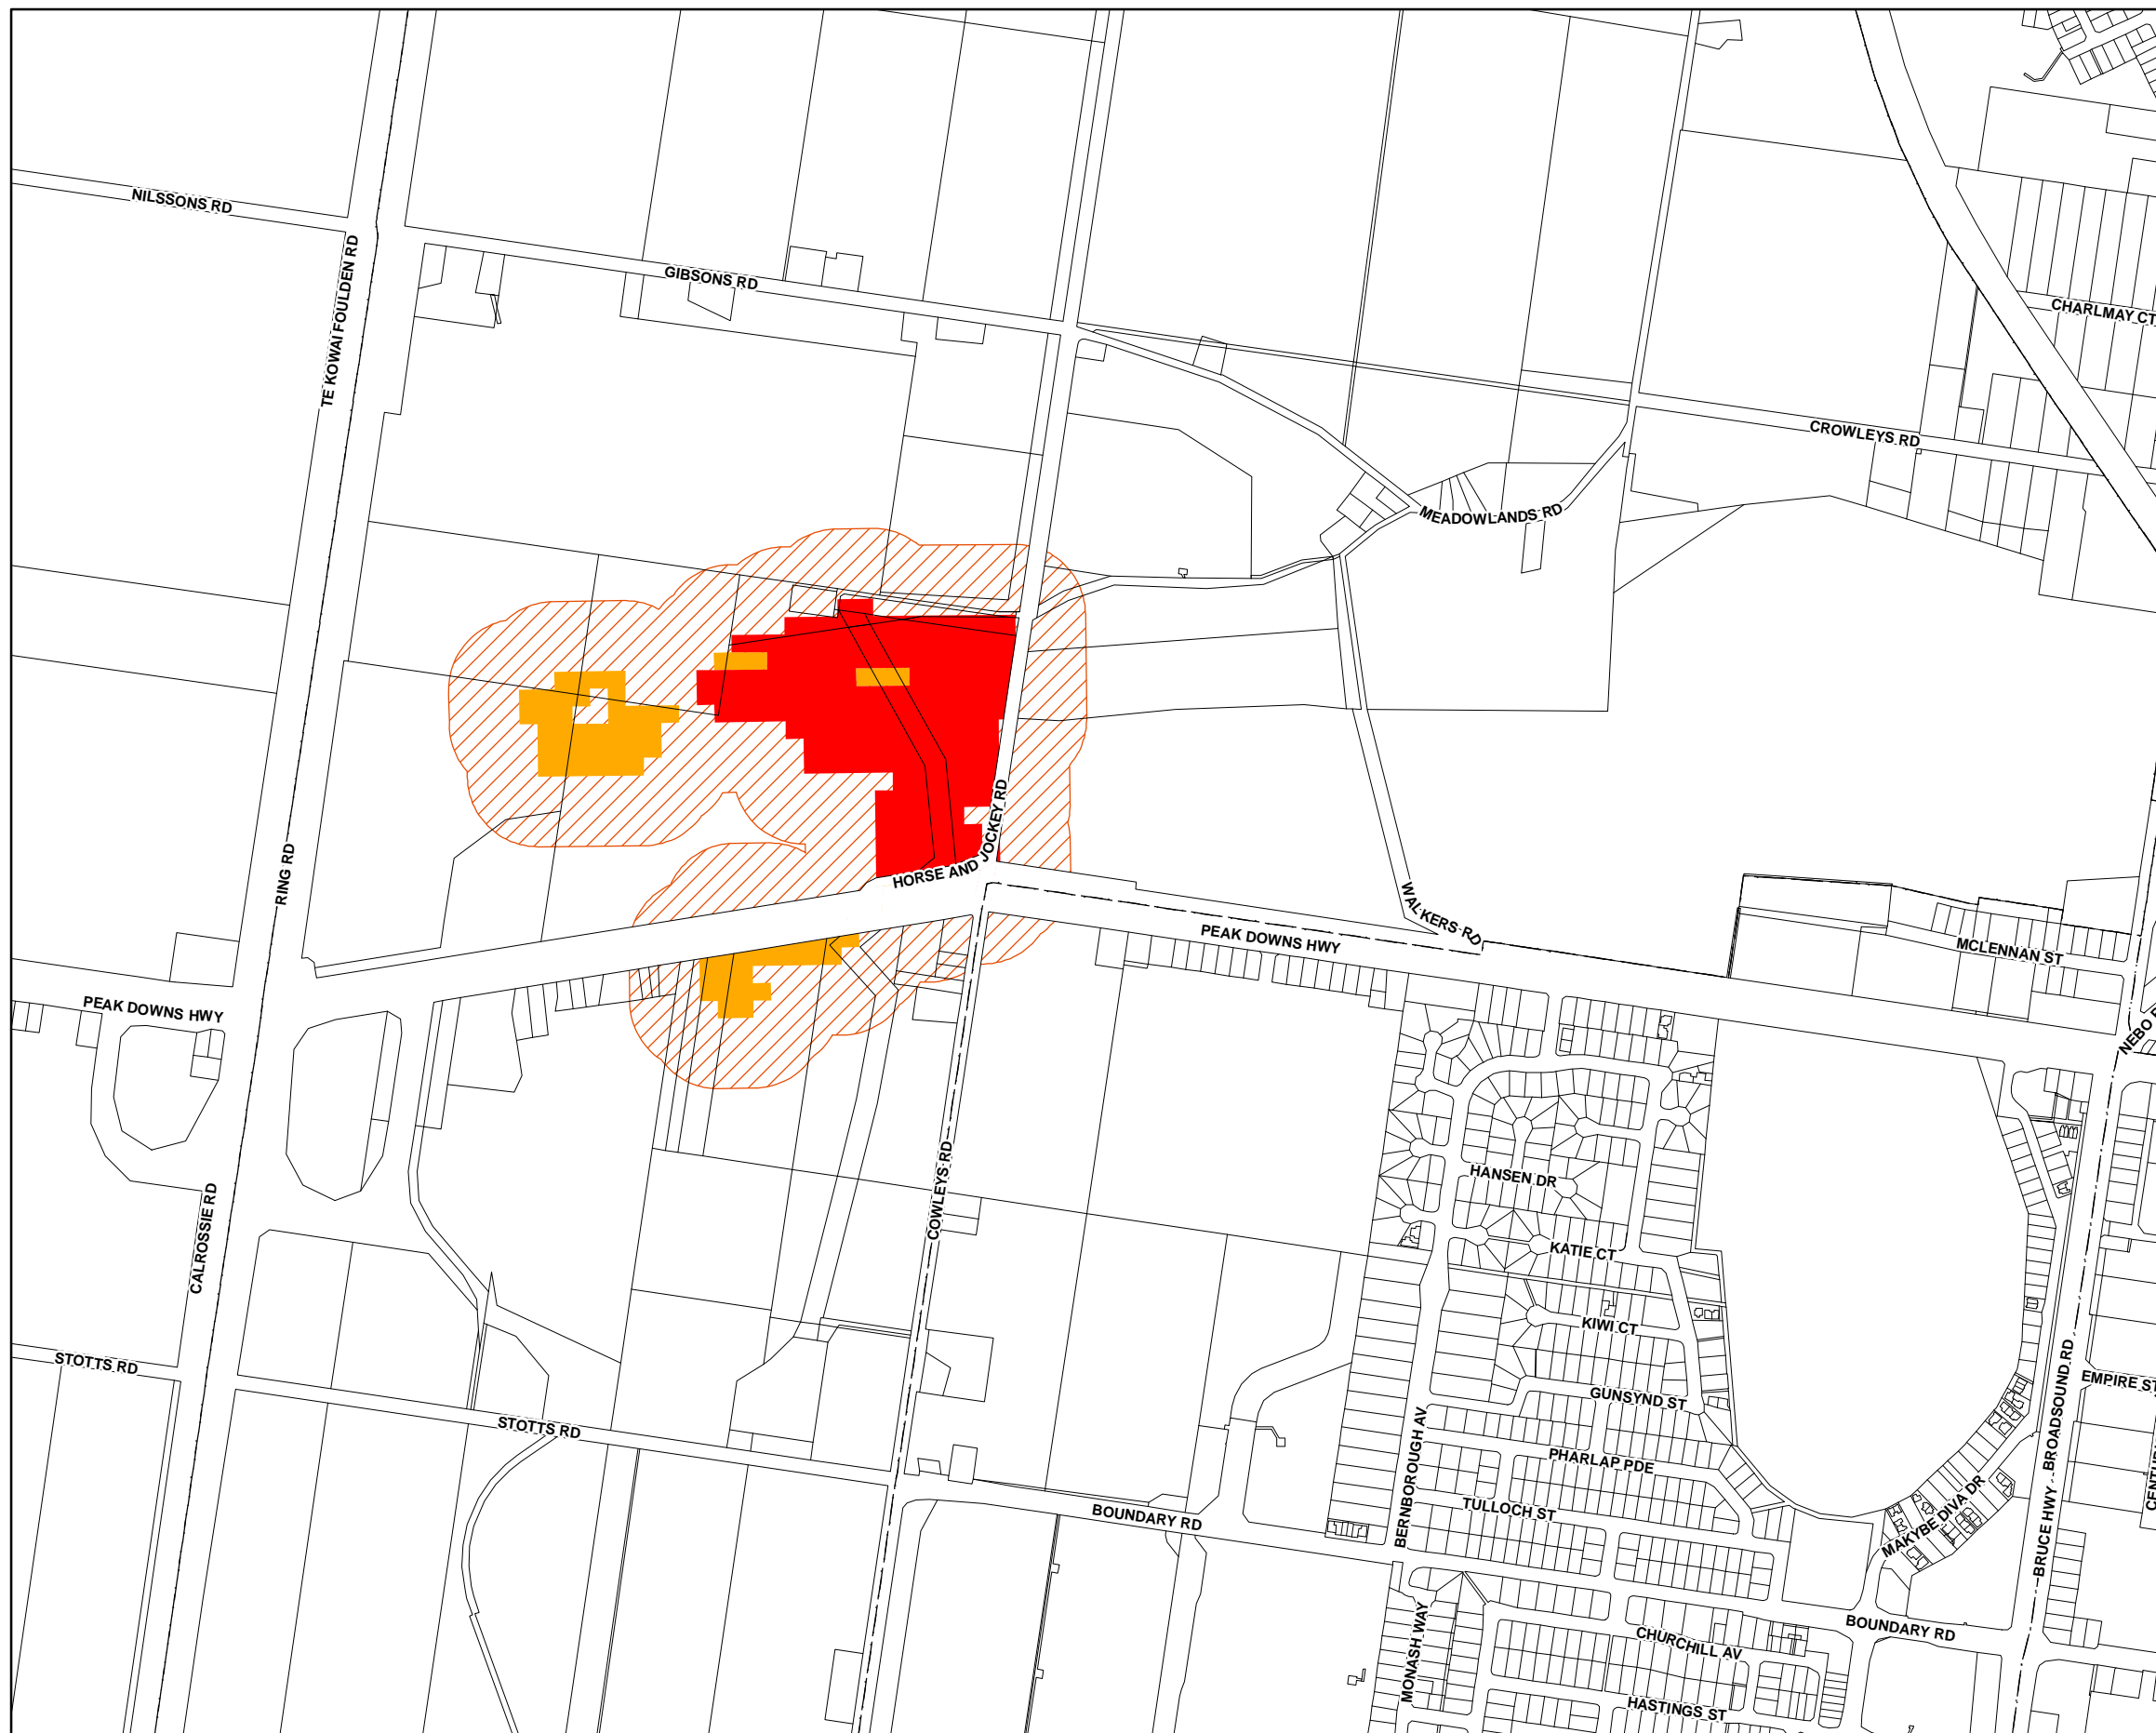 NILSSONS RD
TE KOWAI FOULDEN RD
GIBSONS RD
CHARLMAY CT
CROWLEYS RD
MEADOWLANDS RD
RING RD
HORSE AND JOCKEY RD
WALKERS RD
PEAK DOWNS HWY
MCLENNAN ST
PEAK DOWNS HWY
HANSEN DR
COWLEYS RD
CALROSSIE RD
KATIE CT
KIWI CT
STOTTS RD
EMPIRE ST
GUNSYND ST
STOTTS RD
BRUCE HWY - BROADSOUND RD
PHARLAP PDE
BERNBOROUGH AV
TULLOCH ST
BOUNDARY RD
MAKYBE DIVA DR
MONASH WAY
BOUNDARY RD
CHURCHILL AV
HASTINGS ST
NEBO